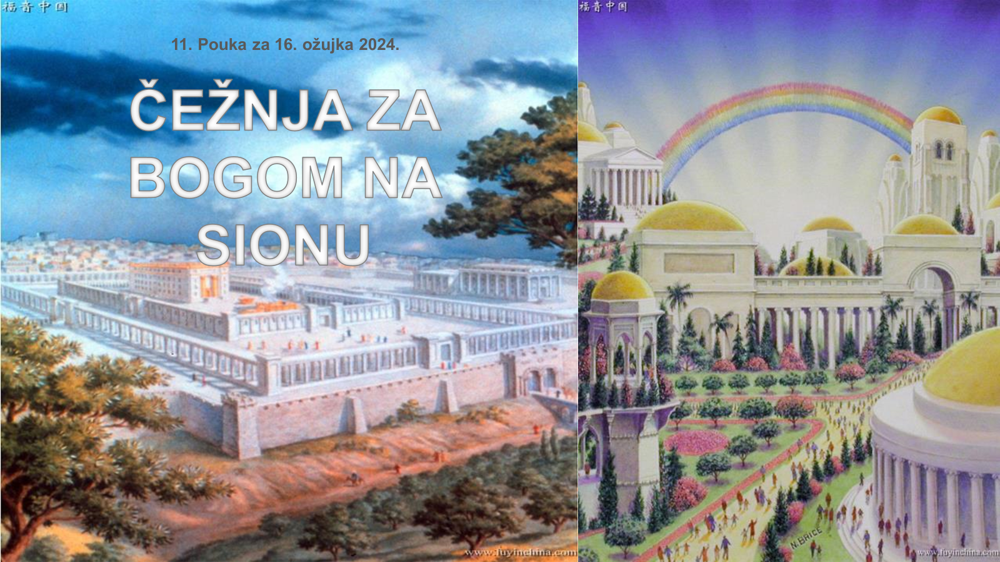 福音中国
11. Pouka za 16. ožujka 2024.
ČEŽNJA ZA
BOGOM NA
SIONU
www.fuyinchina.com
福音中国
N. BRICE
www.fuyinchina.com